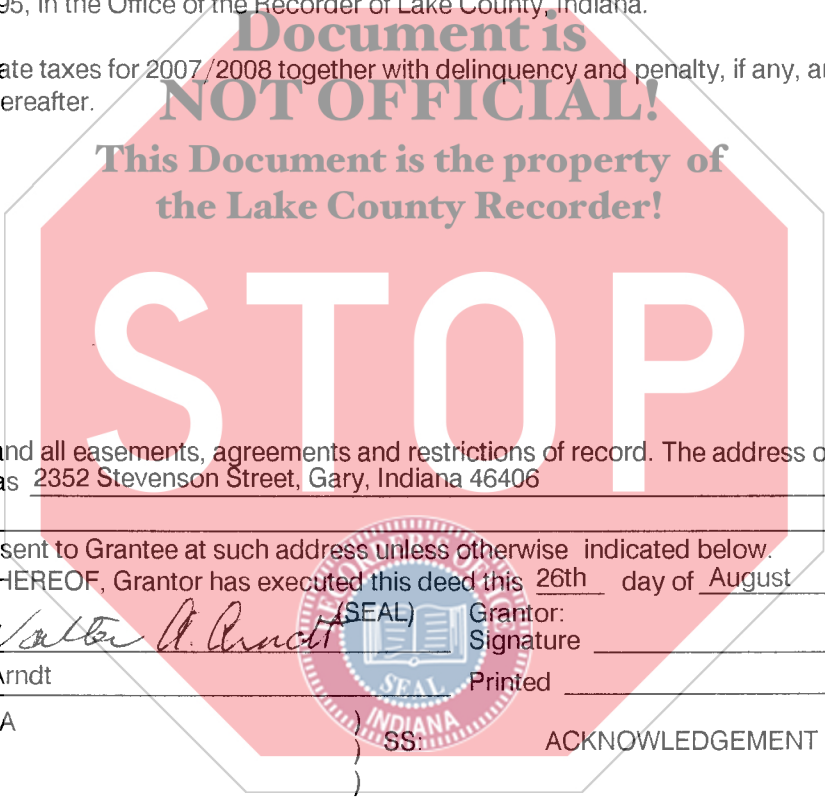 95, in the Office of the Recorder of Lake County, Indiana.
Document is
ate taxes for 2007/2008 together with delinquency and penalty, if any, a
NOT OFFICIAL!
ereafter.
This Document is the property of
the Lake County Recorder!
STOP
and all easements, agreements and restrictions of record. The address o
as 2352 Stevenson Street, Gary, Indiana 46406
sent to Grantee at such address unless otherwise indicated below.
HEREOF, Grantor has executed this deed this 26th day of August
Walter A. Arndt (SEAL) Grantor:
Signature
Arndt Printed
SEAL
INDIANA
A ) SS: ACKNOWLEDGEMENT
)
)